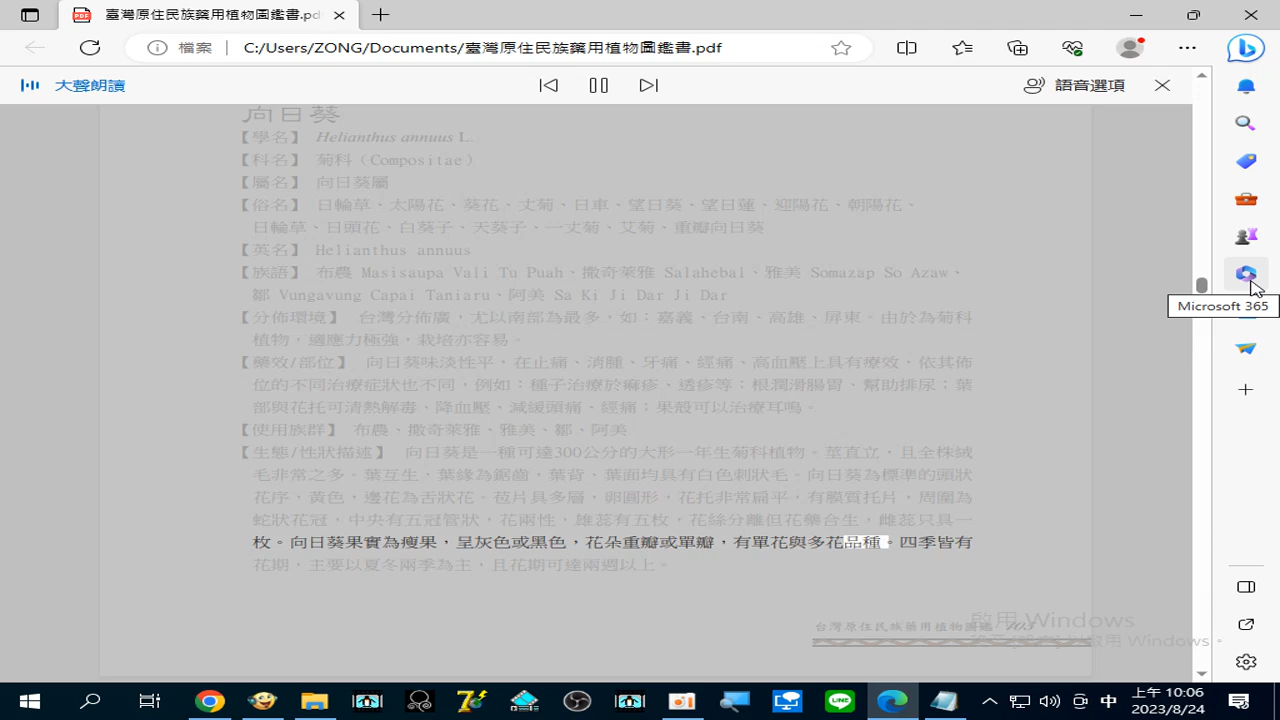 臺灣原住民族藥用植物圖鑑書.pd
檔案
C:/Users/ZONG/Documents/臺灣原住民族藥用植物圖鑑書.pdf
大聲朗讀
語音選項
向日葵
【學名】 Helianthus annuus L.
【科名】 菊科（Compositae）
【屬名】 向日葵屬
【俗名】 日輪草、太陽花、葵花、丈菊、日車、望日葵、望日蓮、迎陽花、朝陽花、
日輪草、日頭花、白葵子、天葵子、一丈菊、艾菊、重瓣向日葵
【英名】 Helianthus annuus
【族語】 布農 Masisaupa Vali Tu Puah、撒奇萊雅 Salahebal、雅美 Somazap So Azaw、
鄒 Vungavung Capai Taniaru、阿美 Sa Ki Ji Dar Ji Dar
【分佈環境】 台灣分佈廣，尤以南部為最多，如：嘉義、台南、高雄、屏東。由於為菊科
植物，適應力極強，栽培亦容易。
【藥效/部位】 向日葵味淡性平，在止痛、消腫、牙痛、經痛、高血壓上具有療效，依其佈
位的不同治療症狀也不同，例如：種子治療於痲疹、透疹等；根潤滑腸胃、幫助排尿；葉
部與花托可清熱解毒、降血壓、減緩頭痛、經痛；果殼可以治療耳鳴。
【使用族群】 布農、撒奇萊雅、雅美、鄒、阿美
【生態/性狀描述】 向日葵是一種可達300公分的大形一年生菊科植物。莖直立，且全株絨
毛非常之多。葉互生，葉緣為鋸齒，葉背、葉面均具有白色刺狀毛。向日葵為標準的頭狀
花序，黃色，邊花為舌狀花。苞片具多層，卵圓形，花托非常扁平，有膜質托片，周圍為
蛇狀花冠，中央有五冠管狀，花兩性，雄蕊有五枚，花絲分離但花藥合生，雌蕊只具一
枚。向日葵果實為瘦果，呈灰色或黑色，花朵重瓣或單瓣，有單花與多花品種。四季皆有
花期，主要以夏冬兩季為主，且花期可達兩週以上。
台灣原住民族藥用植物圖鑑
啟用 Windows
Microsoft 365
中
上午 10:06
2023/8/24